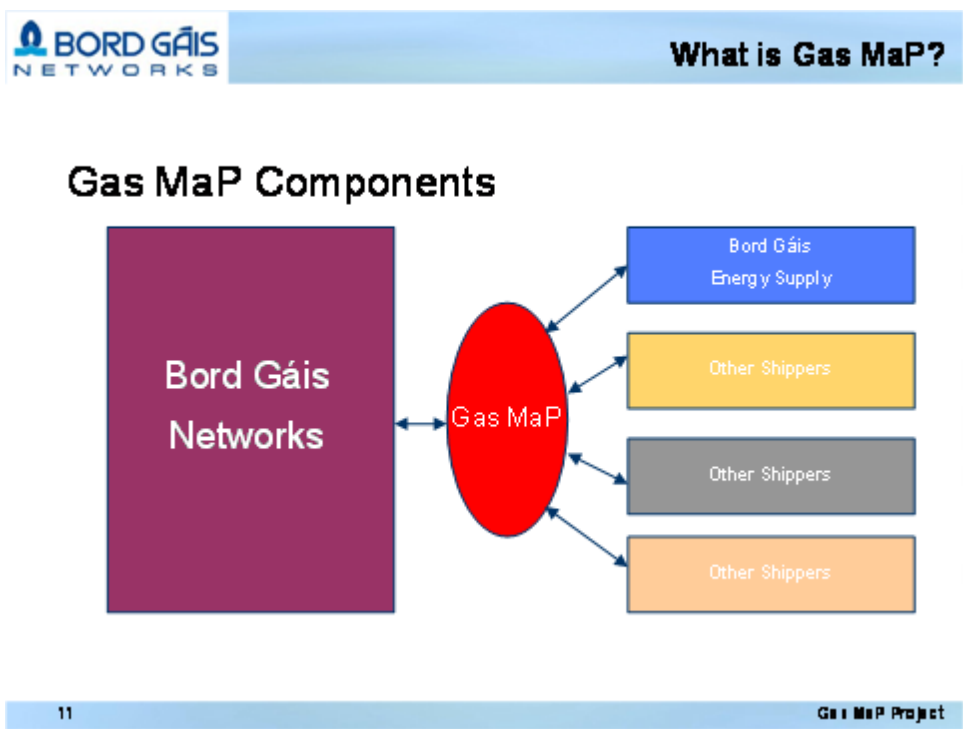 BORD GÁIS
NETWORKS
What is Gas MaP?
Gas MaP Components
Bord Gáis
Networks
Gas MaP
Bord Gáis
Energy Supply
Other Shippers
Other Shippers
Other Shippers
11
Gas MaP Project